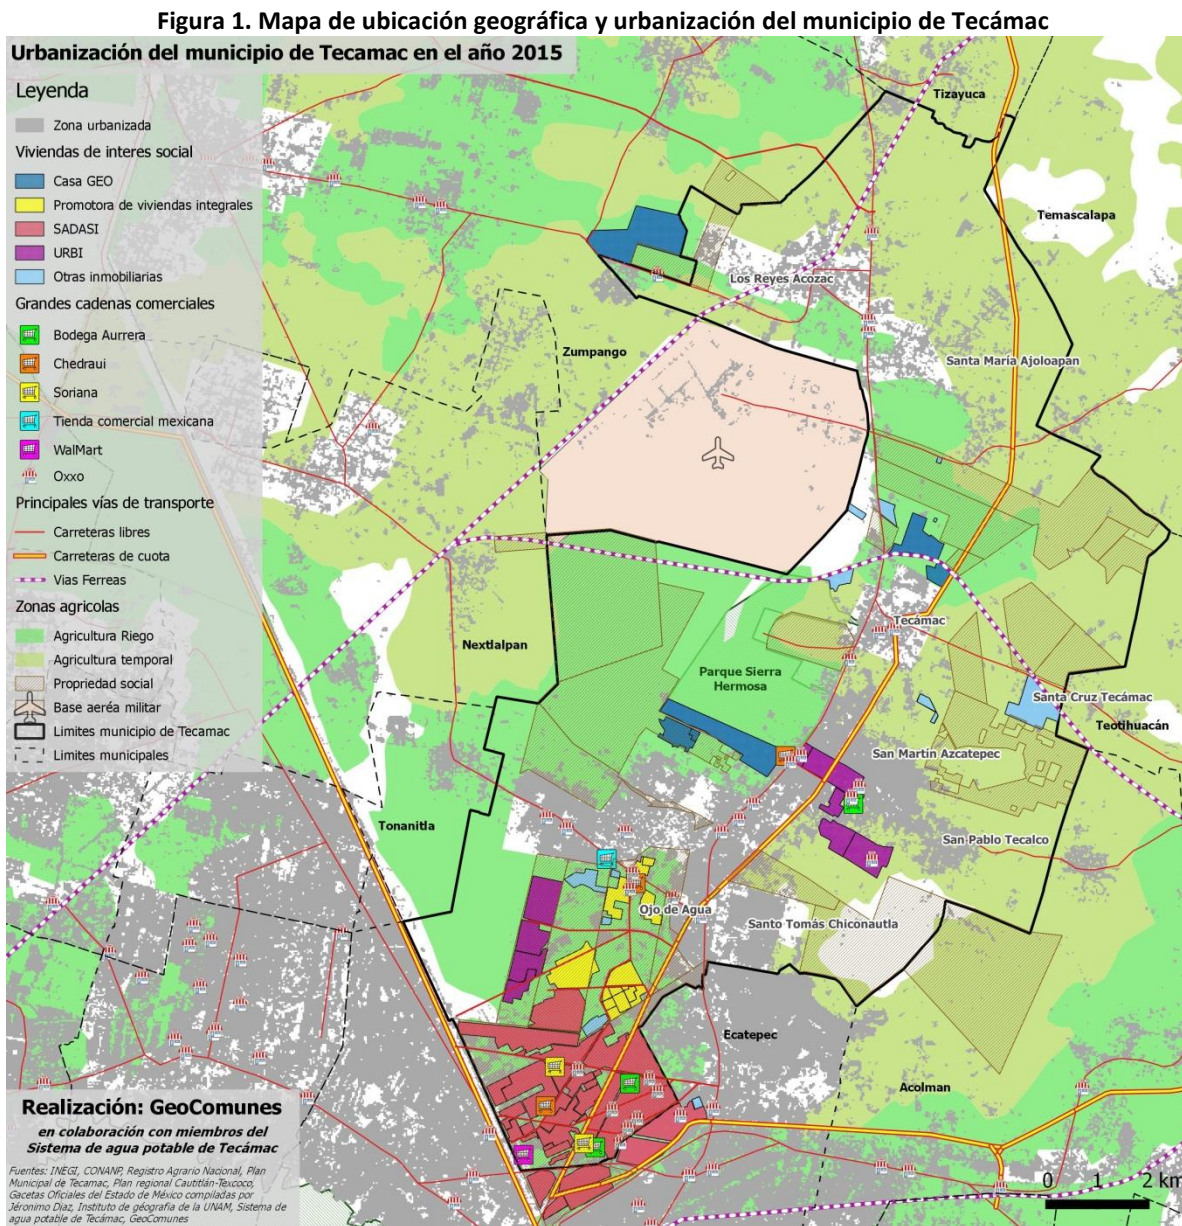 Figura 1. Mapa de ubicación geográfica y urbanización del municipio de Tecámac
Urbanización del municipio de Tecamac en el año 2015
Leyenda
Zona urbanizada
Viviendas de interes social
Casa GEO
Promotora de viviendas integrales
SADASI
URBI
Otras inmobiliarias
Grandes cadenas comerciales
Bodega Aurrera
Chedraui
Soriana
Tienda comercial mexicana
WalMart
Oxxo
Principales vías de transporte
Carreteras libres
Carreteras de cuota
Vias Ferreas
Zonas agricolas
Agricultura Riego
Agricultura temporal
Propriedad social
Base aeréa militar
Limites municipio de Tecamac
Limites municipales
Tizayuca
Temascalapa
Los Reyes Acozac
Zumpango
Santa María Ajoloapan
Tecámac
Nextlalpan
Parque Sierra
Hermosa
Santa Cruz Tecámac
Teotihuacán
San Martín Azcatepec
Tonanitla
San Pablo Tecalco
Ojo de Agua
Santo Tomás Chiconautla
Ecatepec
Acolman
Realización: GeoComunes
en colaboración con miembros del
Sistema de agua potable de Tecámac
Fuentes: INEGI, CONANP, Registro Agrario Nacional, Plan
Municipal de Tecamac, Plan regional Cautitlán-Texcoco,
Gacetas Oficiales del Estado de México compiladas por
Jéronimo Díaz, Instituto de géografia de la UNAM, Sistema de
agua potable de Tecámac, GeoComunes
0 1 2 km